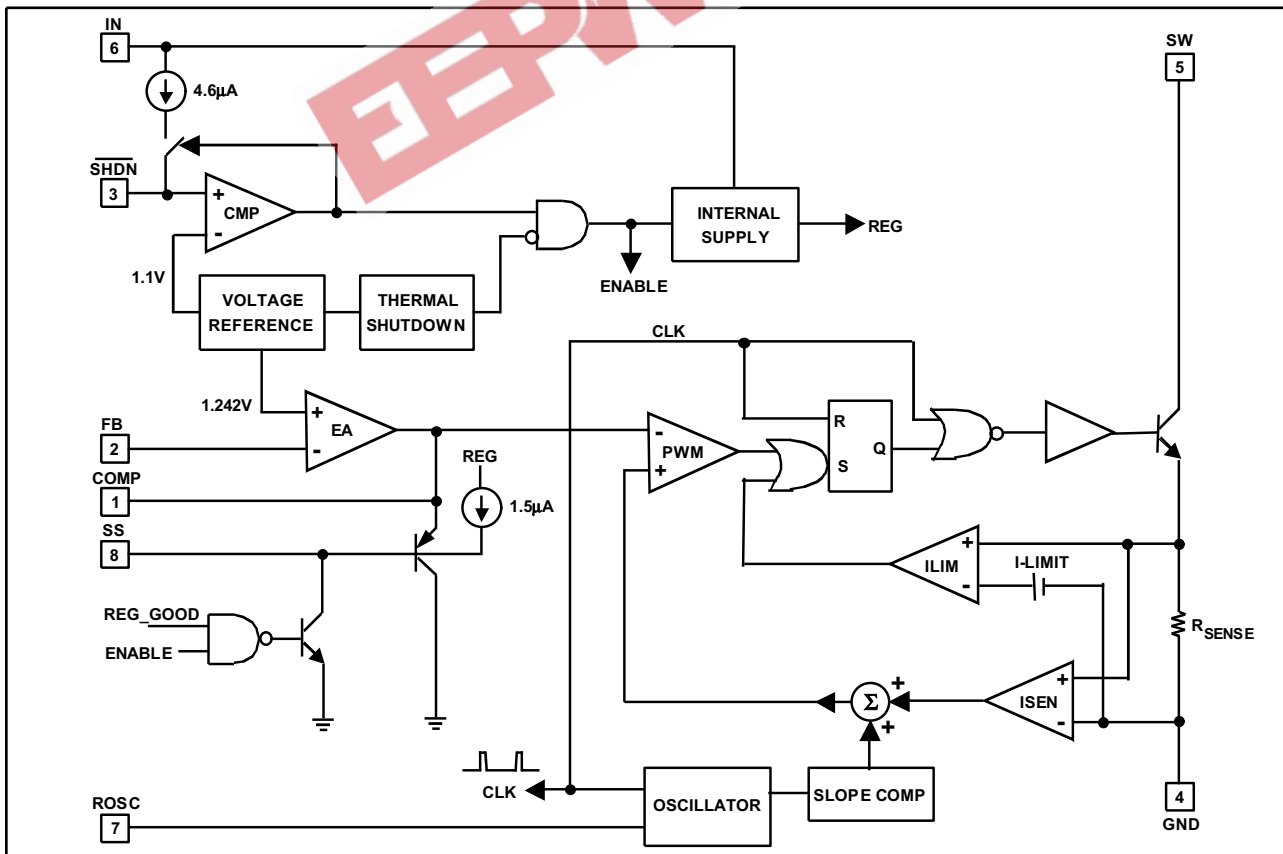 IN
6
SW
5
4.6µA
SHDN
3
+
CMP
-
1.1V
INTERNAL
SUPPLY
REG
ENABLE
VOLTAGE
REFERENCE
THERMAL
SHUTDOWN
CLK
1.242V
+
EA
-
FB
2
COMP
1
SS
8
REG
1.5µA
-
PWM
+
R
S
Q
ILIM
+
-
I-LIMIT
RSENSE
REG_GOOD
ENABLE
Σ
+
+
ISEN
+
-
CLK
OSCILLATOR
SLOPE COMP
ROSC
7
4
GND